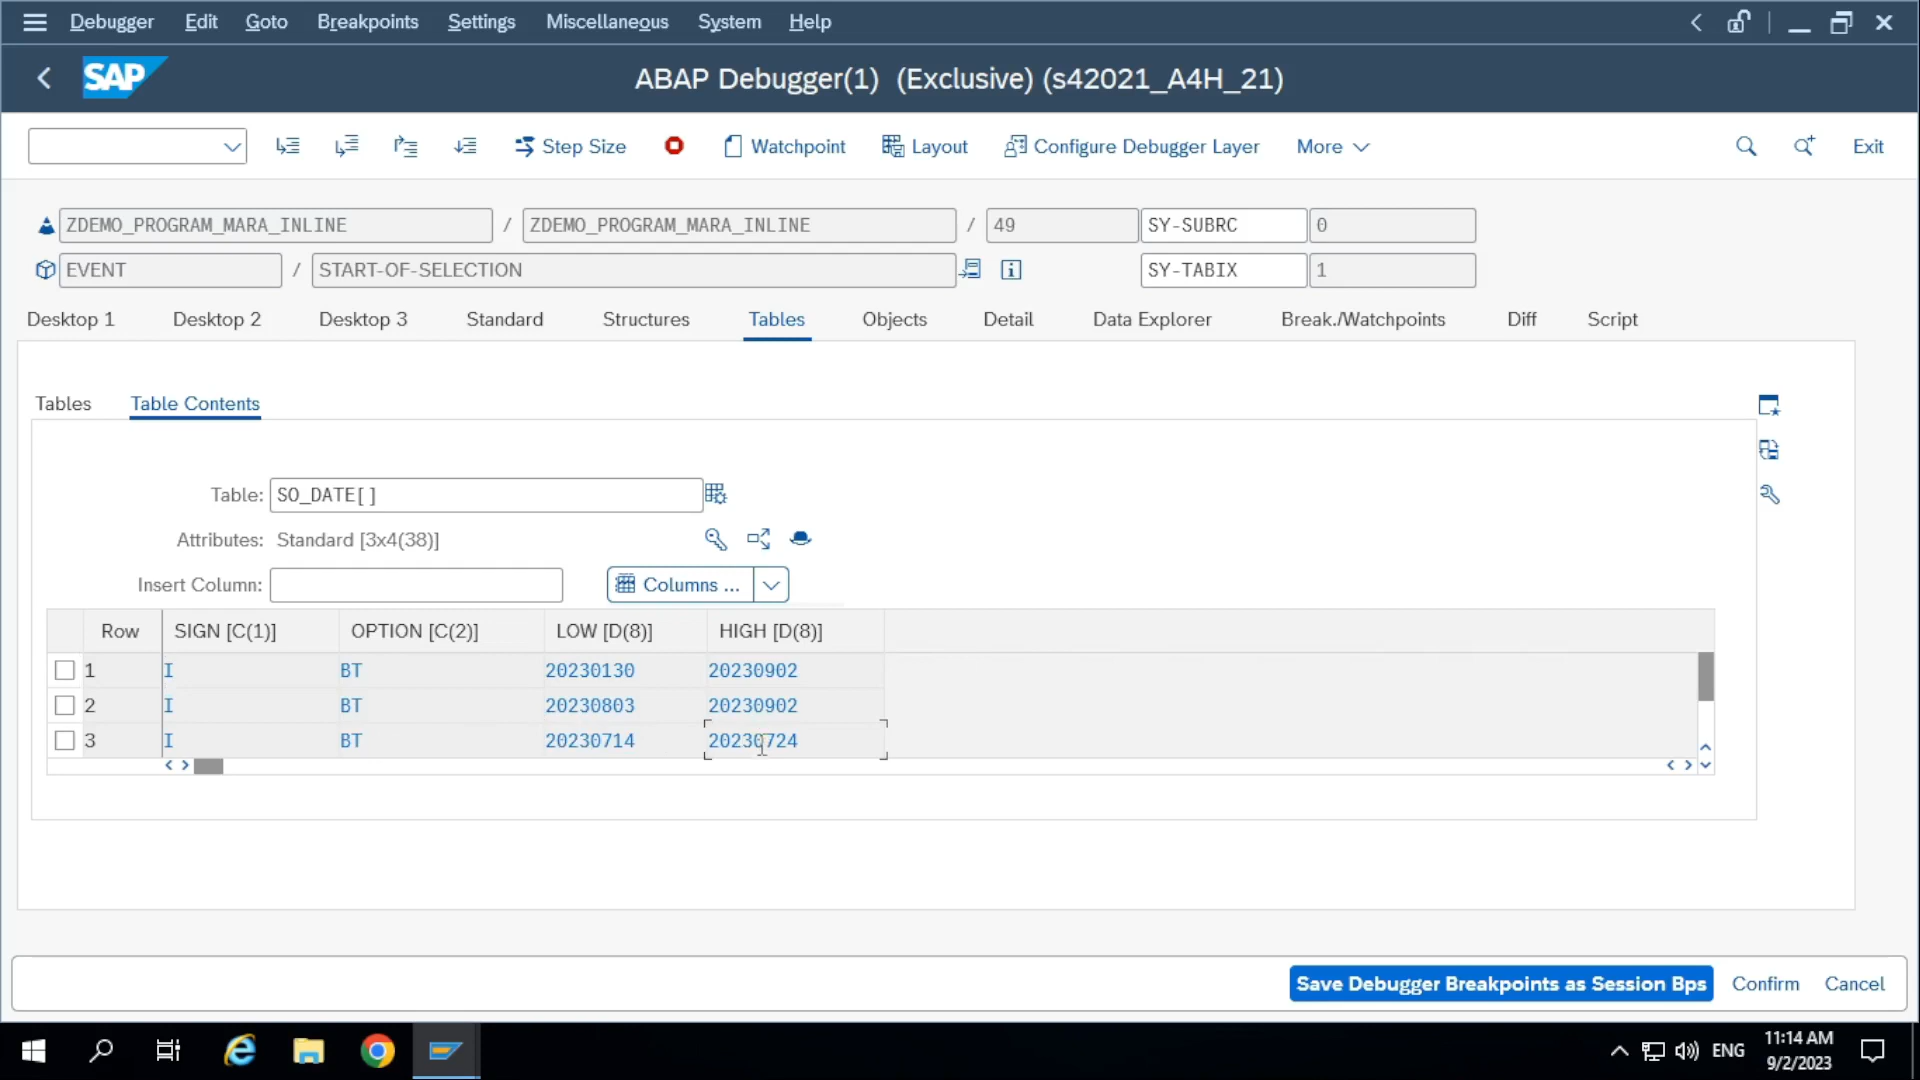 Debugger Edit Goto Breakpoints Settings Miscellaneous System Help
SAP ABAP Debugger(1) (Exclusive) (s42021_A4H_21)
Step Size Watchpoint Layout Configure Debugger Layer More Exit
ZDEMO_PROGRAM_MARA_INLINE / ZDEMO_PROGRAM_MARA_INLINE / 49 SY-SUBRC 0
EVENT / START-OF-SELECTION SY-TABIX 1
Desktop 1 Desktop 2 Desktop 3 Standard Structures Tables Objects Detail Data Explorer Break./Watchpoints Diff Script
Tables Table Contents
Table: SO_DATE[]
Attributes: Standard [3x4(38)]
Insert Column: Columns ...
Row SIGN [C(1)] OPTION [C(2)] LOW [D(8)] HIGH [D(8)]
1 I BT 20230130 20230902
2 I BT 20230803 20230902
3 I BT 20230714 20230724
Save Debugger Breakpoints as Session Bps Confirm Cancel
ENG 11:14 AM
9/2/2023